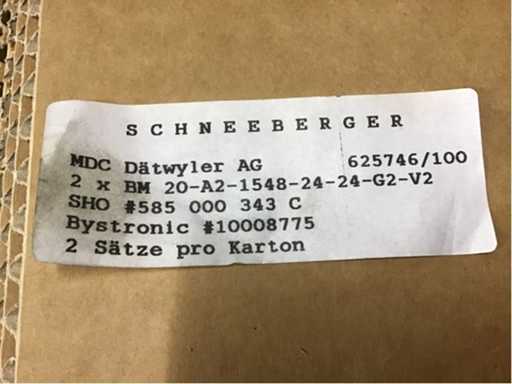 SCHNEEBERGER
MDC Dätwyler AG 625746/100
2 x BM 20-A2-1548-24-24-G2-V2
SHO #585 000 343 C
Bystronic #10008775
2 Sätze pro Karton